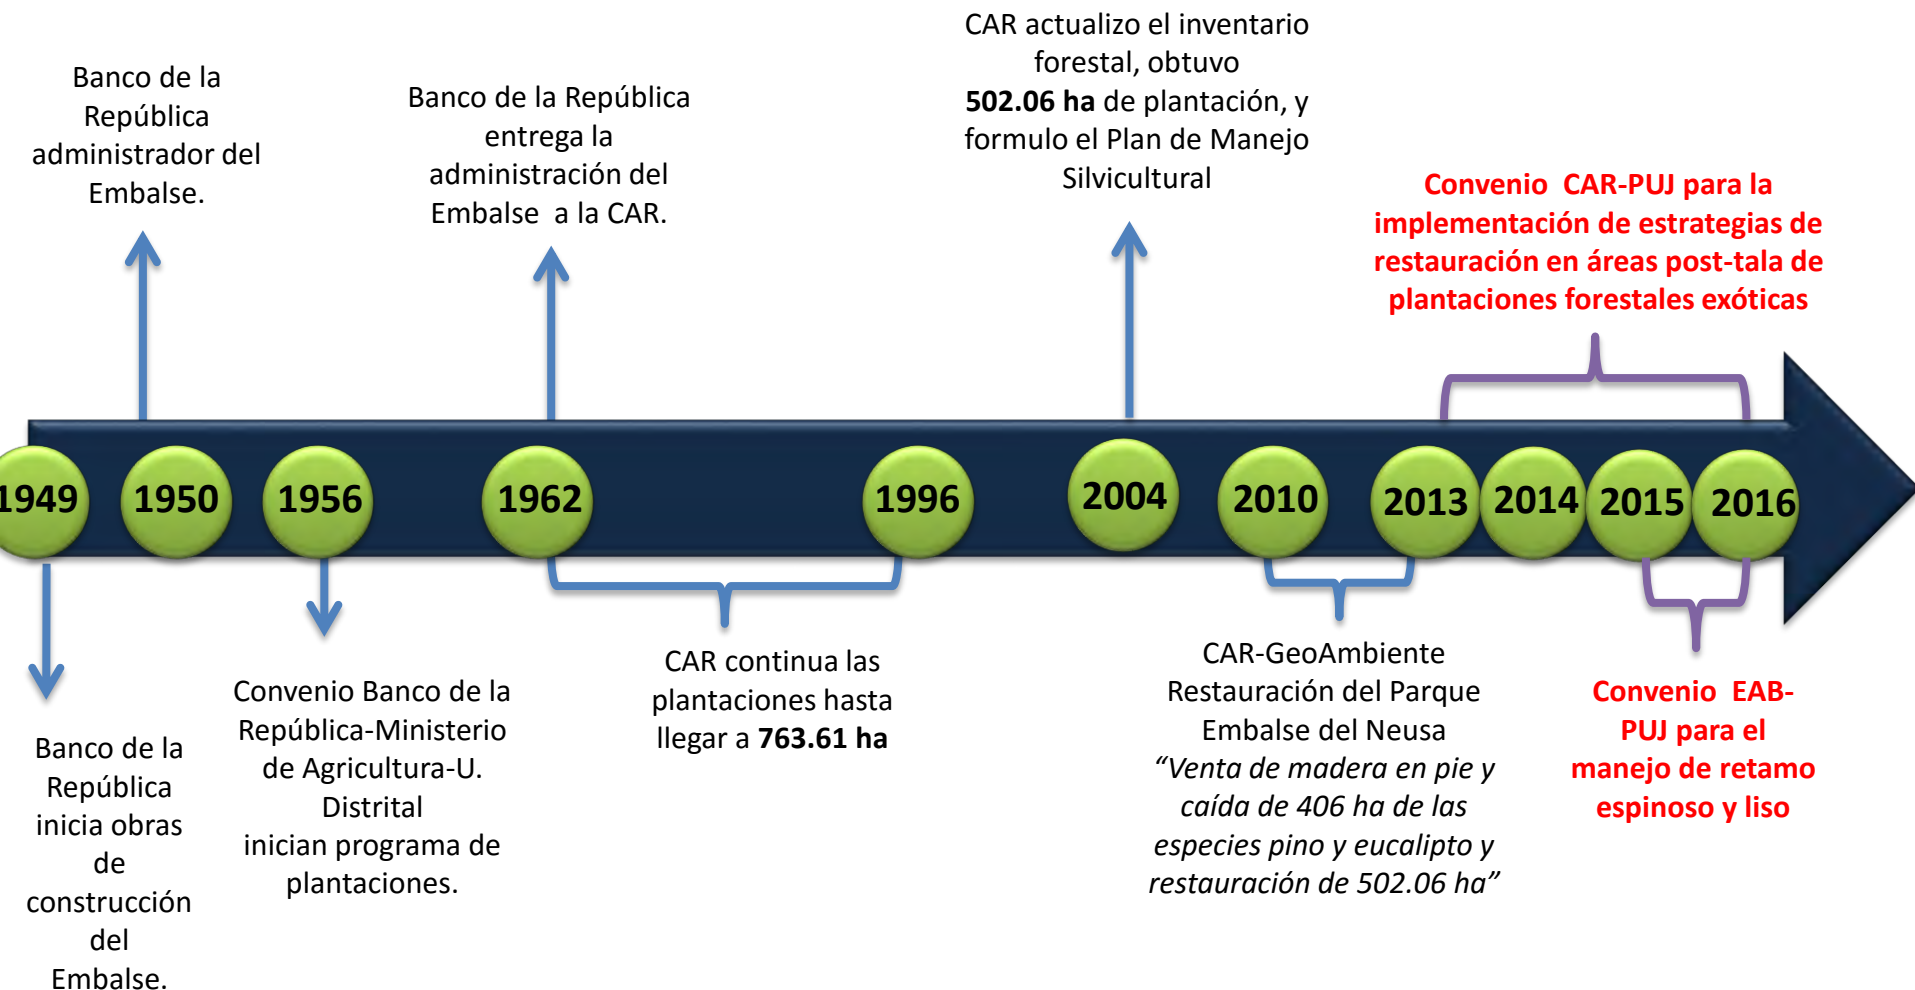 Banco de la
República
administrador del
Embalse.
Banco de la República
entrega la
administración del
Embalse a la CAR.
CAR actualizo el inventario
forestal, obtuvo
502.06 ha de plantación, y
formulo el Plan de Manejo
Silvicultural
Convenio CAR-PUJ para la
implementación de estrategias de
restauración en áreas post-tala de
plantaciones forestales exóticas
1949
1950
1956
1962
1996
2004
2010
2013
2014
2015
2016
Banco de la
República
inicia obras
de
construcción
del
Embalse.
Convenio Banco de la
República-Ministerio
de Agricultura-U.
Distrital
inician programa de
plantaciones.
CAR continua las
plantaciones hasta
llegar a 763.61 ha
CAR-GeoAmbiente
Restauración del Parque
Embalse del Neusa
“Venta de madera en pie y
caída de 406 ha de las
especies pino y eucalipto y
restauración de 502.06 ha”
Convenio EAB-
PUJ para el
manejo de retamo
espinoso y liso